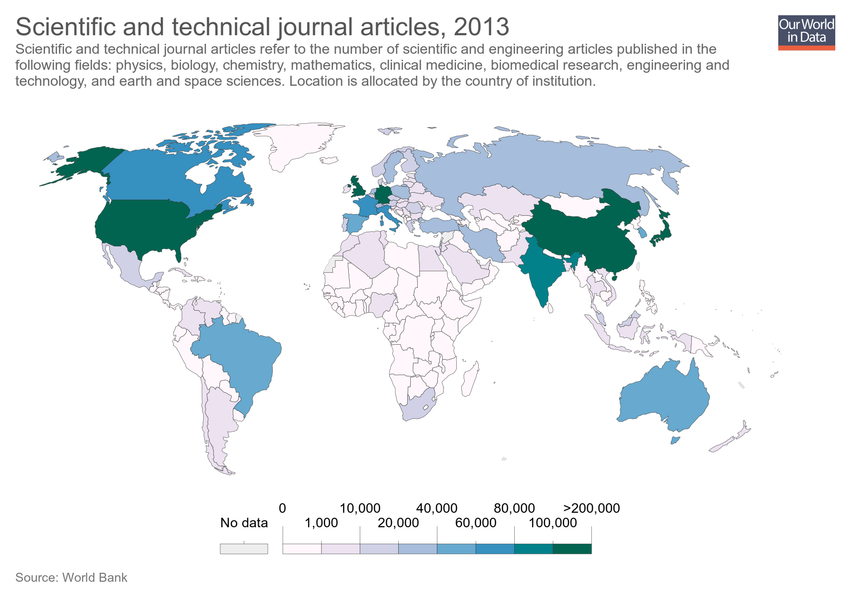 Scientific and technical journal articles, 2013
Our World
in Data
Scientific and technical journal articles refer to the number of scientific and engineering articles published in the
following fields: physics, biology, chemistry, mathematics, clinical medicine, biomedical research, engineering and
technology, and earth and space sciences. Location is allocated by the country of institution.
0 10,000 40,000 80,000 >200,000
No data 1,000 20,000 60,000 100,000
Source: World Bank